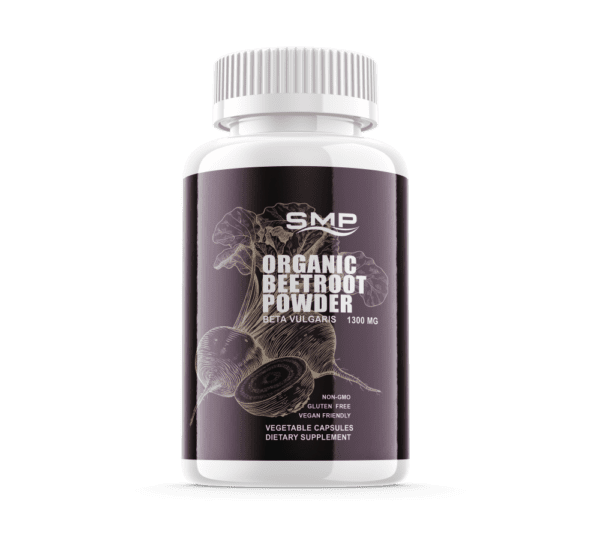 SMP
ORGANIC
BEETROOT
POWDER
BETA VULGARIS 1300 MG
NON-GMO
GLUTEN FREE
VEGAN FRIENDLY
VEGETABLE CAPSULES
DIETARY SUPPLEMENT